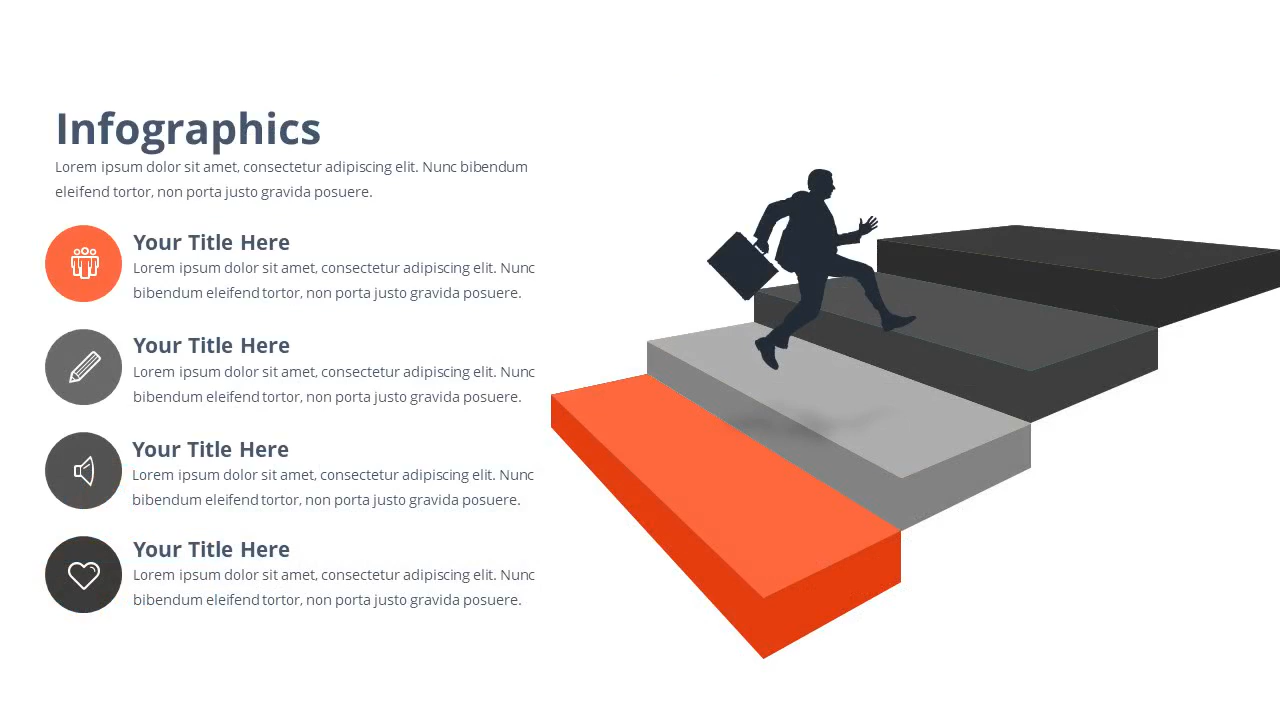 Infographics
Lorem ipsum dolor sit amet, consectetur adipiscing elit. Nunc bibendum
eleifend tortor, non porta justo gravida posuere.
Your Title Here
Lorem ipsum dolor sit amet, consectetur adipiscing elit. Nunc
bibendum eleifend tortor, non porta justo gravida posuere.
Your Title Here
Lorem ipsum dolor sit amet, consectetur adipiscing elit. Nunc
bibendum eleifend tortor, non porta justo gravida posuere.
Your Title Here
Lorem ipsum dolor sit amet, consectetur adipiscing elit. Nunc
bibendum eleifend tortor, non porta justo gravida posuere.
Your Title Here
Lorem ipsum dolor sit amet, consectetur adipiscing elit. Nunc
bibendum eleifend tortor, non porta justo gravida posuere.